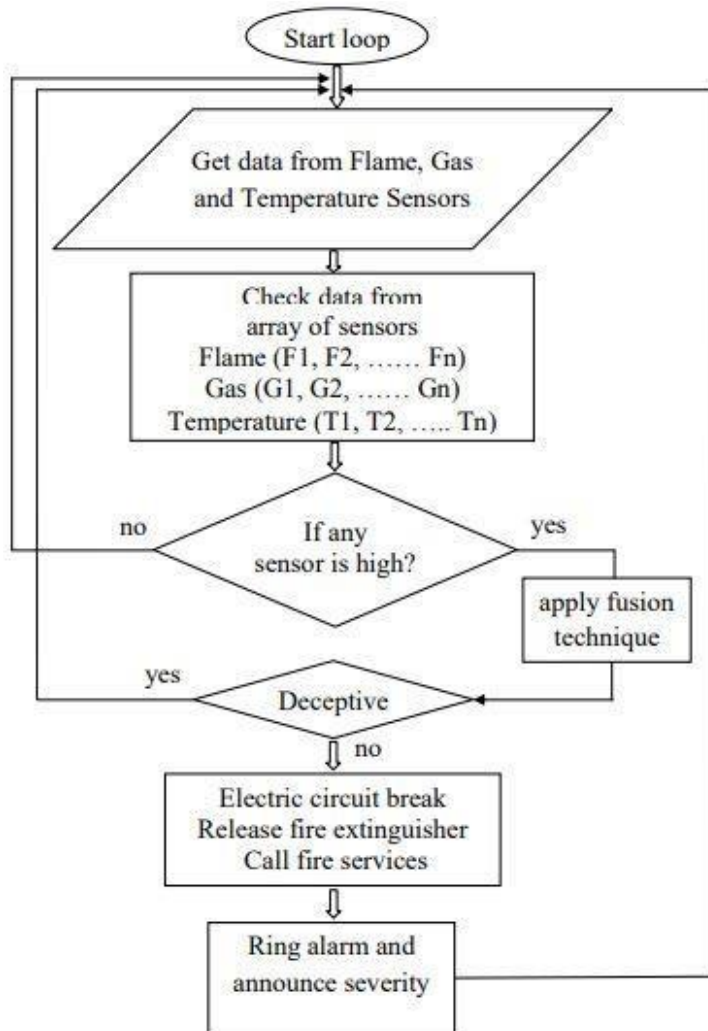 Start loop
Get data from Flame, Gas
and Temperature Sensors
Check data from
array of sensors
Flame (F1, F2, …… Fn)
Gas (G1, G2, …… Gn)
Temperature (T1, T2, ….. Tn)
no
If any
sensor is high?
yes
apply fusion
technique
yes
Deceptive
no
Electric circuit break
Release fire extinguisher
Call fire services
Ring alarm and
announce severity